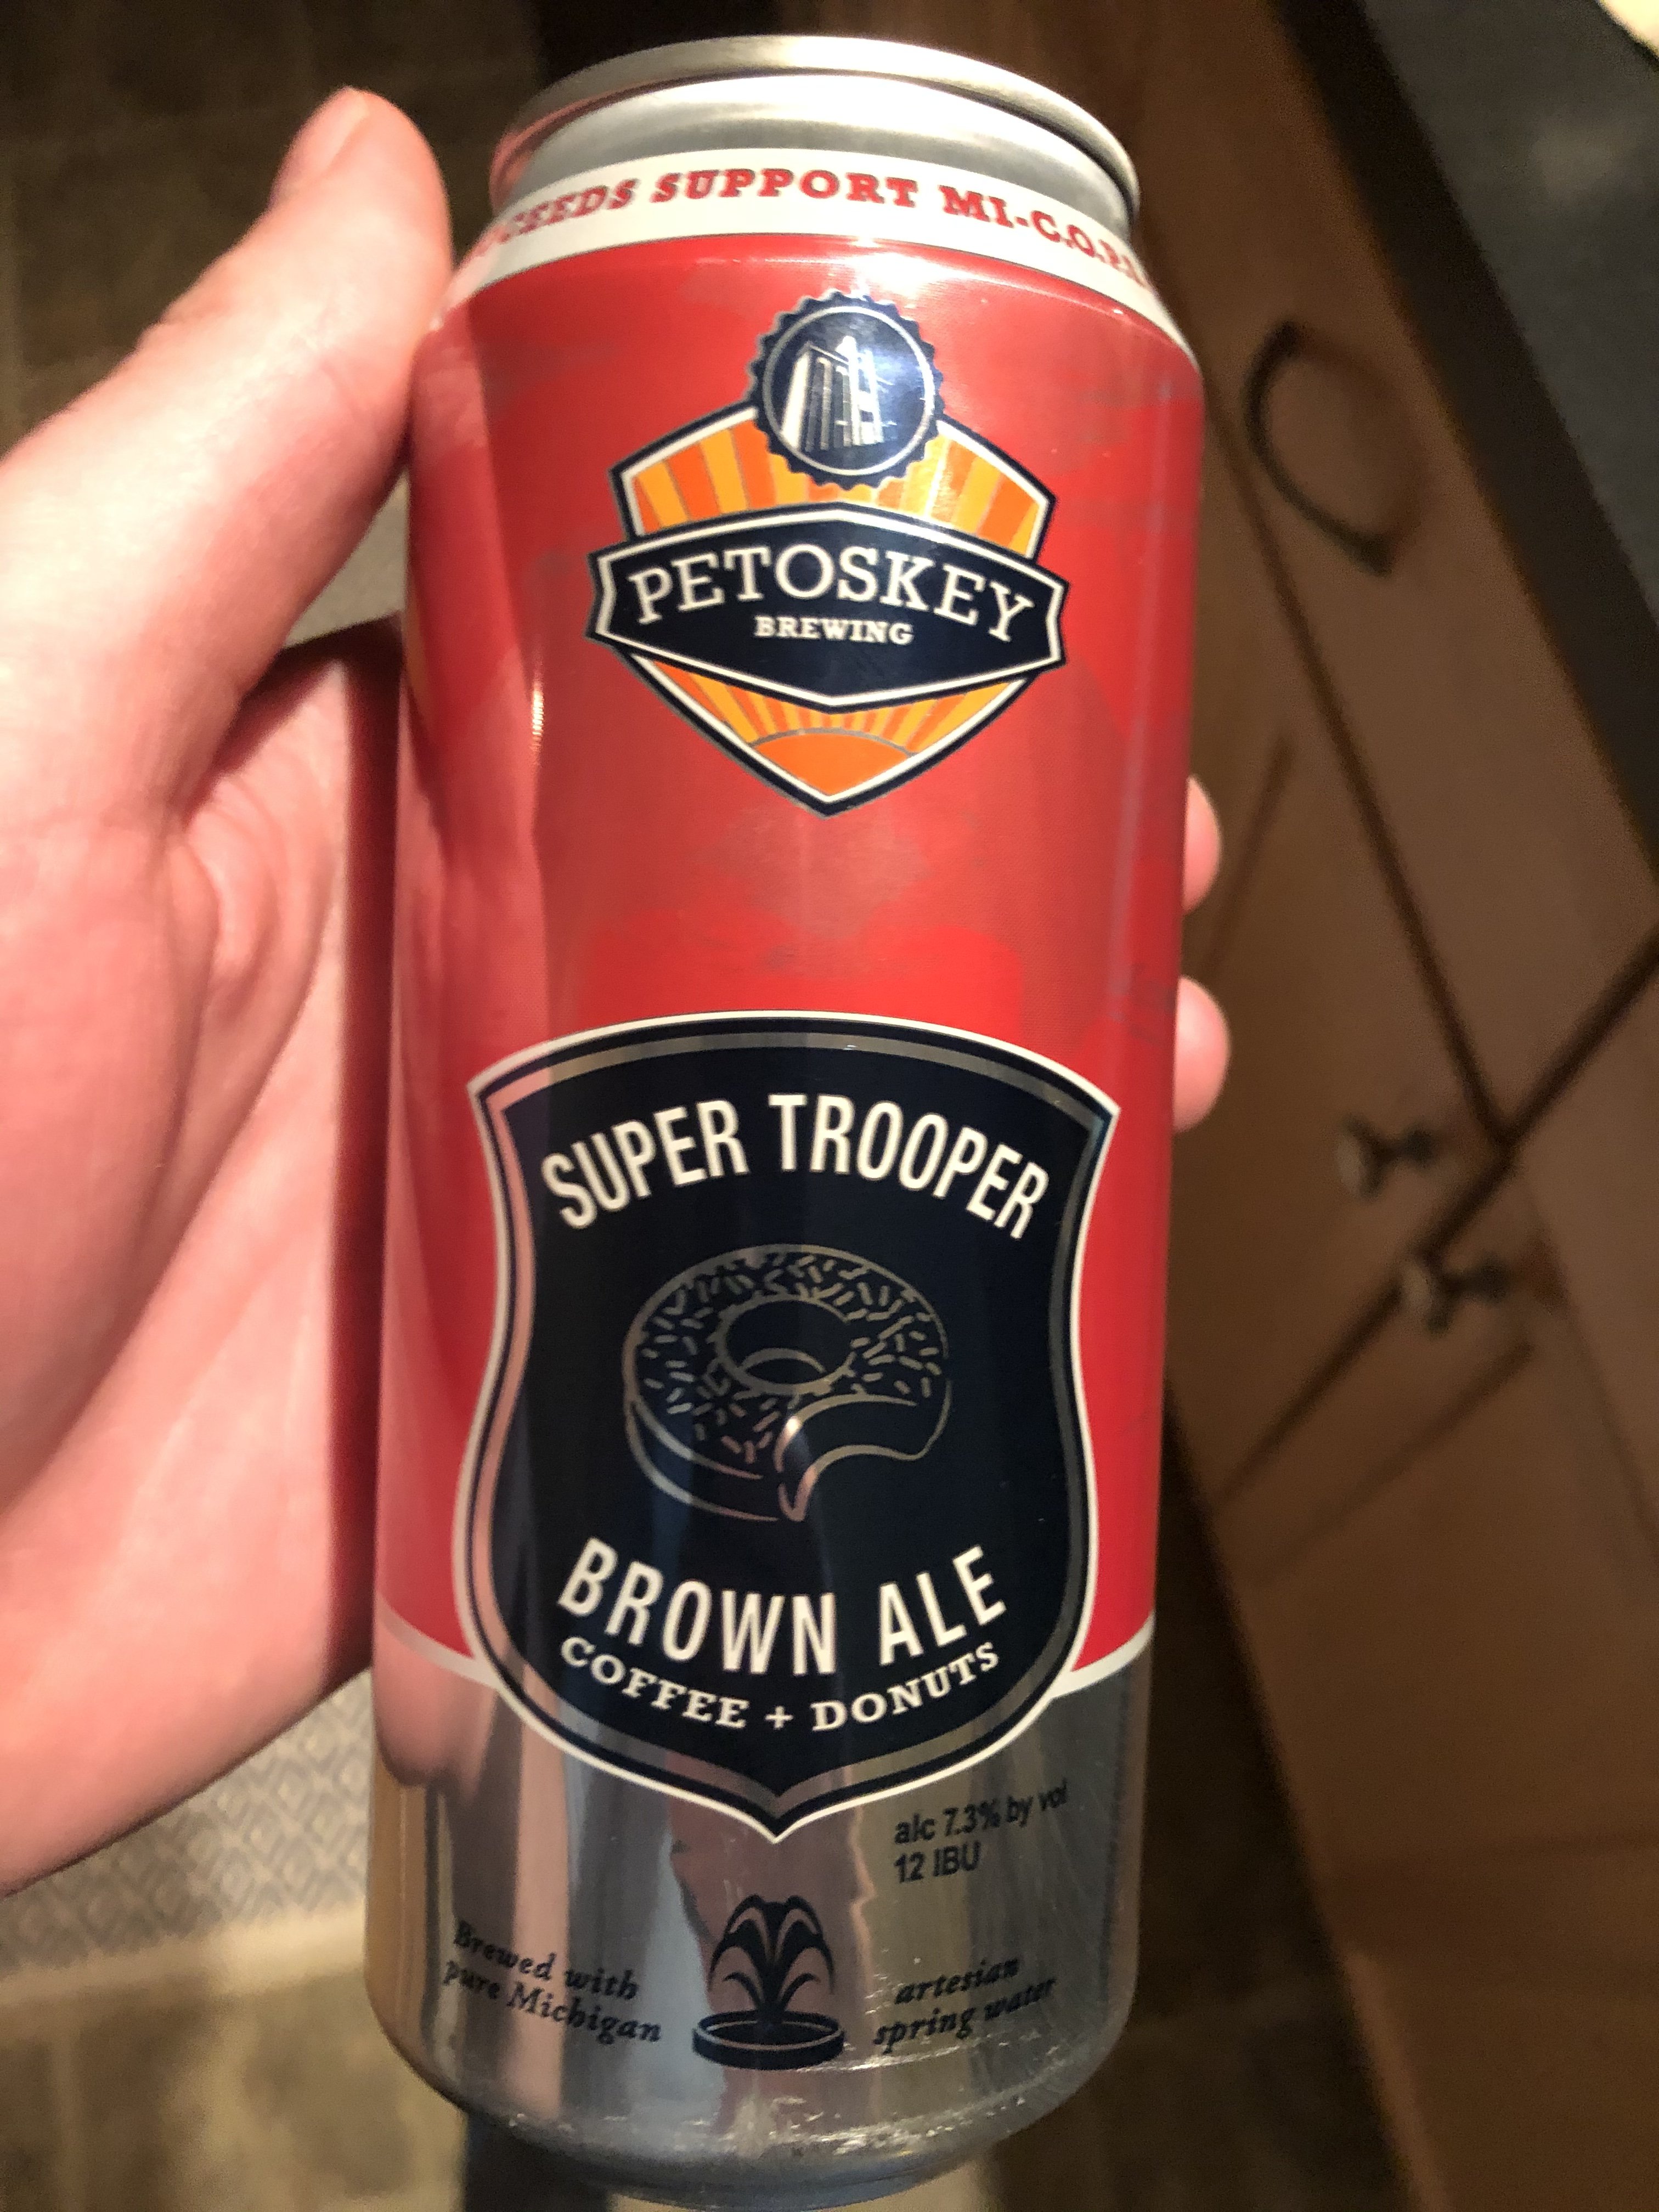 SUPPORT MI-C.O.P.
PETOSKEY
BREWING
SUPER TROOPER
BROWN ALE
COFFEE + DONUTS
alc 7.3% by vol
12 IBU
Brewed with
pure Michigan
artesian
spring water